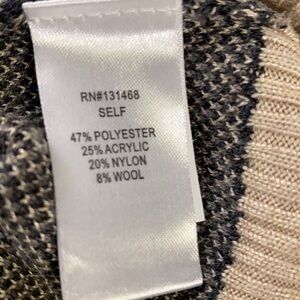 RN#131468
SELF
47% POLYESTER
25% ACRYLIC
20% NYLON
8% WOOL